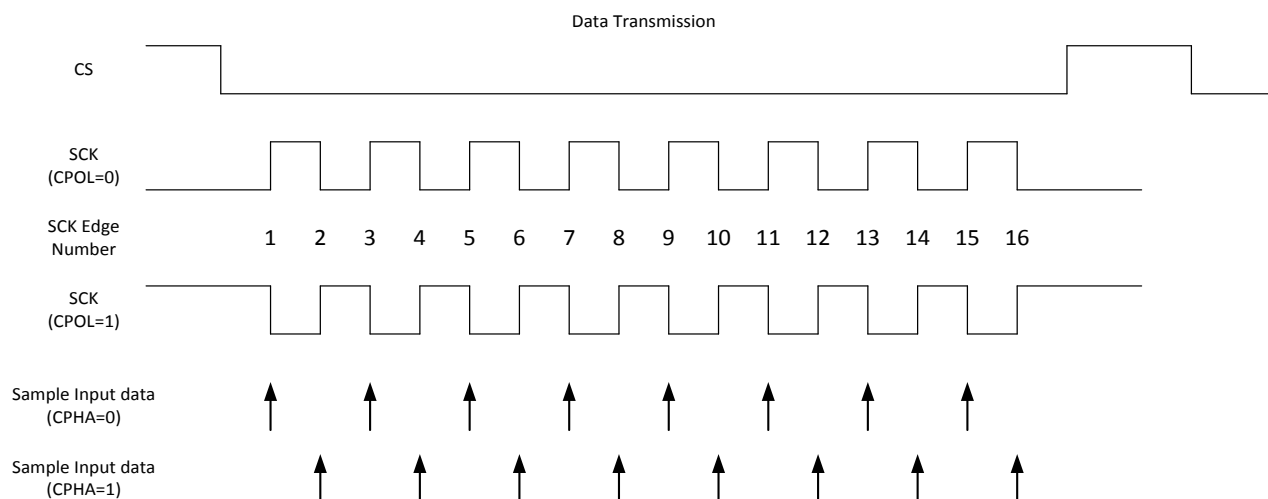 Data Transmission
CS
SCK
(CPOL=0)
SCK Edge
Number
1 2 3 4 5 6 7 8 9 10 11 12 13 14 15 16
SCK
(CPOL=1)
Sample Input data
(CPHA=0)
Sample Input data
(CPHA=1)